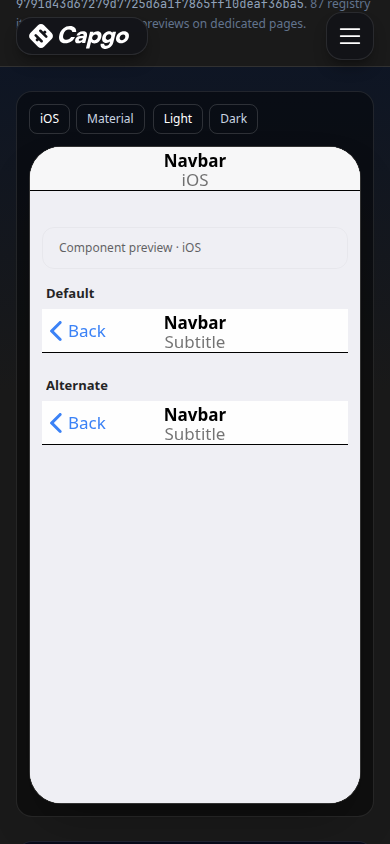 9791d43d67279d7725d6a1f7865ff10deaf36ba5. 87 registry
previews on dedicated pages.
Capgo
iOS
Material
Light
Dark
Navbar
iOS
Component preview · iOS
Default
Back
Navbar
Subtitle
Alternate
Back
Navbar
Subtitle